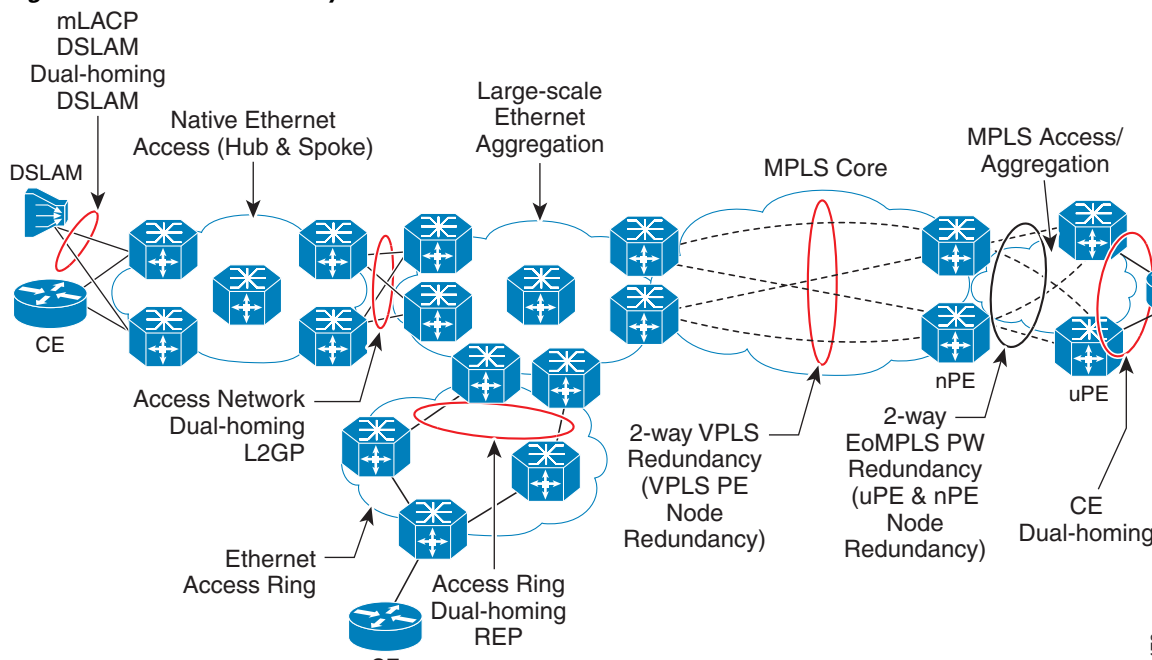 mLACP
DSLAM
Dual-homing
DSLAM
Native Ethernet
Access (Hub & Spoke)
Large-scale
Ethernet
Aggregation
MPLS Core
MPLS Access/
Aggregation
DSLAM
CE
nPE
uPE
Access Network
Dual-homing
L2GP
2-way VPLS
Redundancy
(VPLS PE
Node
Redundancy)
2-way
EoMPLS PW
Redundancy
(uPE & nPE
Node
Redundancy)
CE
Dual-homing
Ethernet
Access Ring
Access Ring
Dual-homing
REP